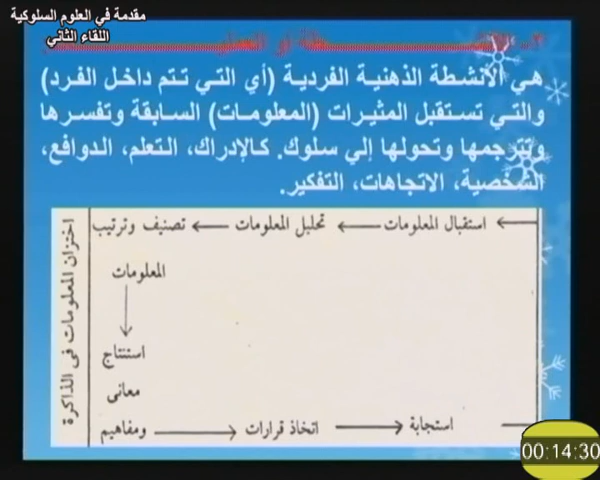 مقدمة في العلوم السلوكية
اللقاء الثاني
هي الأنشطة الذهنية الفردية (أي التي تتم داخل الفرد)
والتي تستقبل المثيرات (المعلومات) السابقة وتفسرها
وتترجمها وتحولها إلي سلوك. كالإدراك، التعلم، الدوافع،
الشخصية، الاتجاهات، التفكير.
استقبال المعلومات ← تحليل المعلومات ← تصنيف وترتيب
المعلومات
استنتاج
معانى
ومفاهيم → اتخاذ قرارات → استجابة
اختزان المعلومات فى الذاكرة
00:14:30